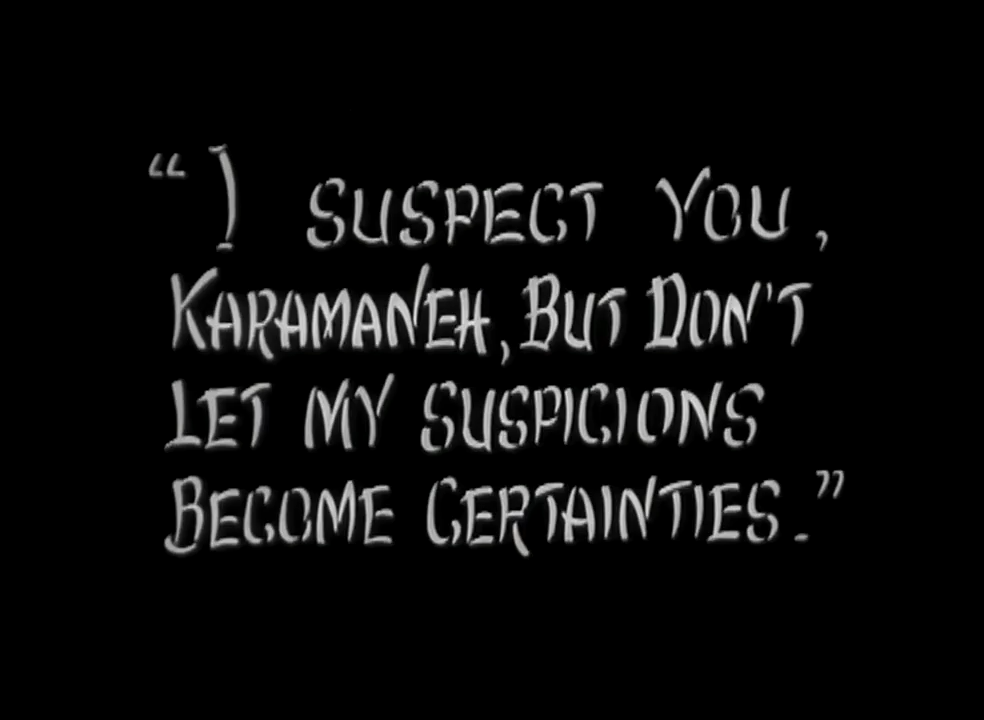 “I SUSPECT YOU,
KARAMANEH, BUT DON'T
LET MY SUSPICIONS
BECOME CERTAINTIES.”